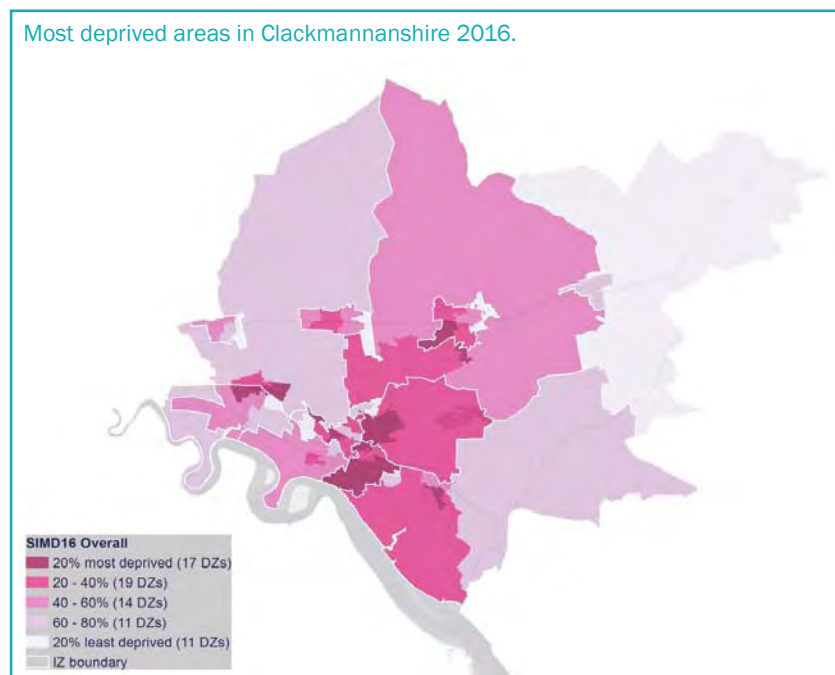 Most deprived areas in Clackmannanshire 2016.
SIMD16 Overall
20% most deprived (17 DZs)
20 - 40% (19 DZs)
40 - 60% (14 DZs)
60 - 80% (11 DZs)
20% least deprived (11 DZs)
IZ boundary